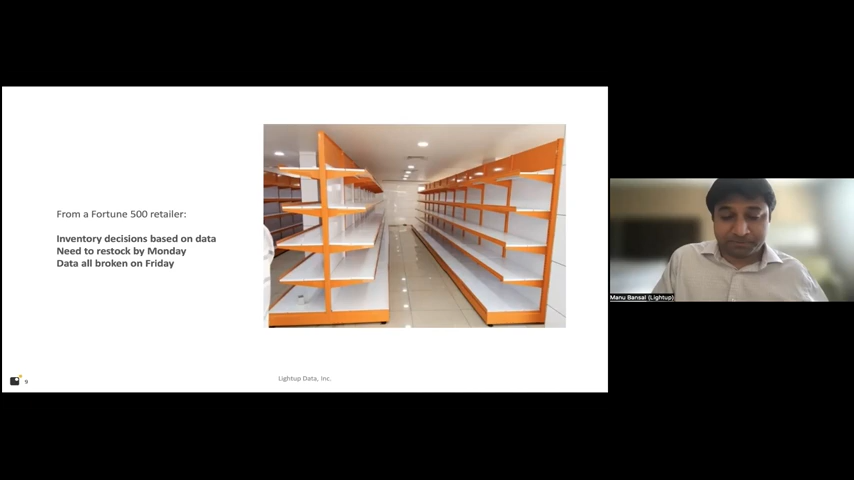 From a Fortune 500 retailer:
Inventory decisions based on data
Need to restock by Monday
Data all broken on Friday
9
Lightup Data, Inc.
Manu Bansal (Lightup)